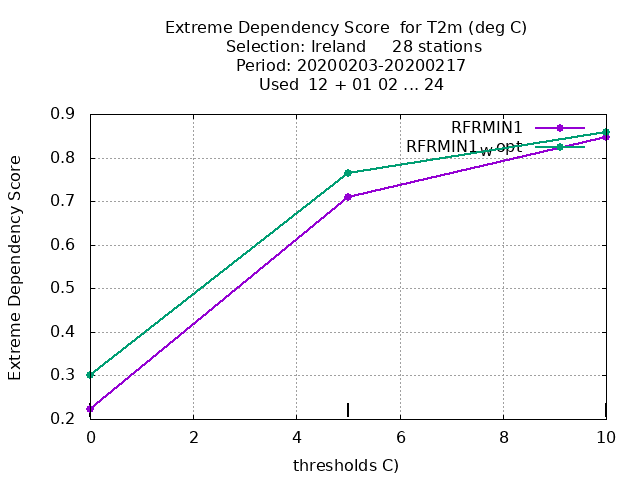 Extreme Dependency Score  for T2m (deg C)
Selection: Ireland     28 stations
Period: 20200203-20200217
Used  12 + 01 02 ... 24
0.9
0.8
0.7
0.6
0.5
0.4
0.3
0.2
Extreme Dependency Score
RFRMIN1
RFRMIN1wopt
0 2 4 6 8 10
thresholds C)